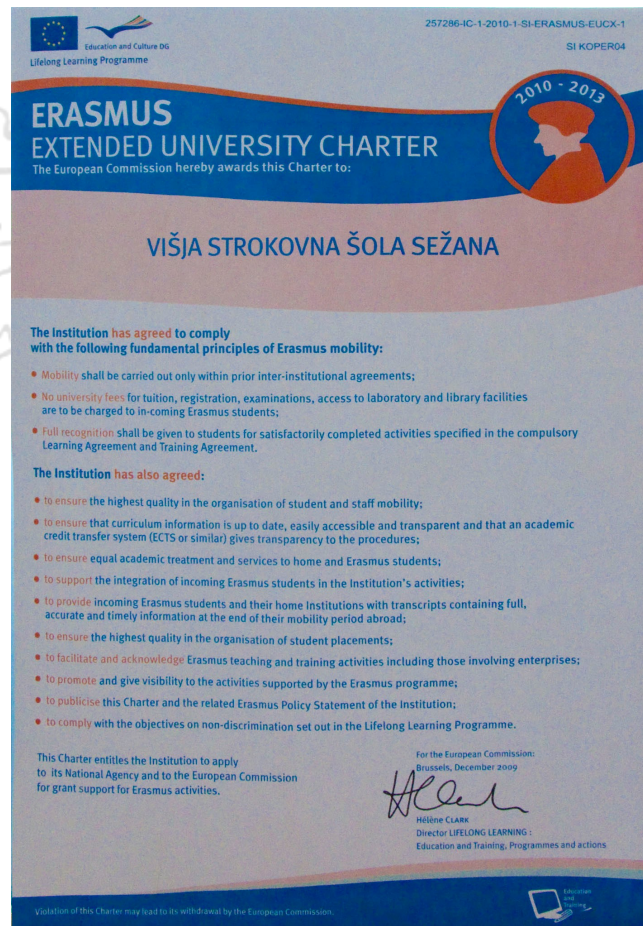 257286-IC-1-2010-1-SI-ERASMUS-EUCX-1
Education and Culture DG
SI KOPER04
Lifelong Learning Programme
2010 - 2013
ERASMUS
EXTENDED UNIVERSITY CHARTER
The European Commission hereby awards this Charter to:
VIŠJA STROKOVNA ŠOLA SEŽANA
The Institution has agreed to comply
with the following fundamental principles of Erasmus mobility:
• Mobility shall be carried out only within prior inter-institutional agreements;
• No university fees for tuition, registration, examinations, access to laboratory and library facilities
are to be charged to in-coming Erasmus students;
• Full recognition shall be given to students for satisfactorily completed activities specified in the compulsory
Learning Agreement and Training Agreement.
The Institution has also agreed:
• to ensure the highest quality in the organisation of student and staff mobility;
• to ensure that curriculum information is up to date, easily accessible and transparent and that an academic
credit transfer system (ECTS or similar) gives transparency to the procedures;
• to ensure equal academic treatment and services to home and Erasmus students;
• to support the integration of incoming Erasmus students in the Institution's activities;
• to provide incoming Erasmus students and their home Institutions with transcripts containing full,
accurate and timely information at the end of their mobility period abroad;
• to ensure the highest quality in the organisation of student placements;
• to facilitate and acknowledge Erasmus teaching and training activities including those involving enterprises;
• to promote and give visibility to the activities supported by the Erasmus programme;
• to publicise this Charter and the related Erasmus Policy Statement of the Institution;
• to comply with the objectives on non-discrimination set out in the Lifelong Learning Programme.
This Charter entitles the Institution to apply
to its National Agency and to the European Commission
for grant support for Erasmus activities.
For the European Commission:
Brussels, December 2009
Hélène CLARK
Director LIFELONG LEARNING :
Education and Training, Programmes and actions
Violation of this Charter may lead to its withdrawal by the European Commission.
Education
and
Training